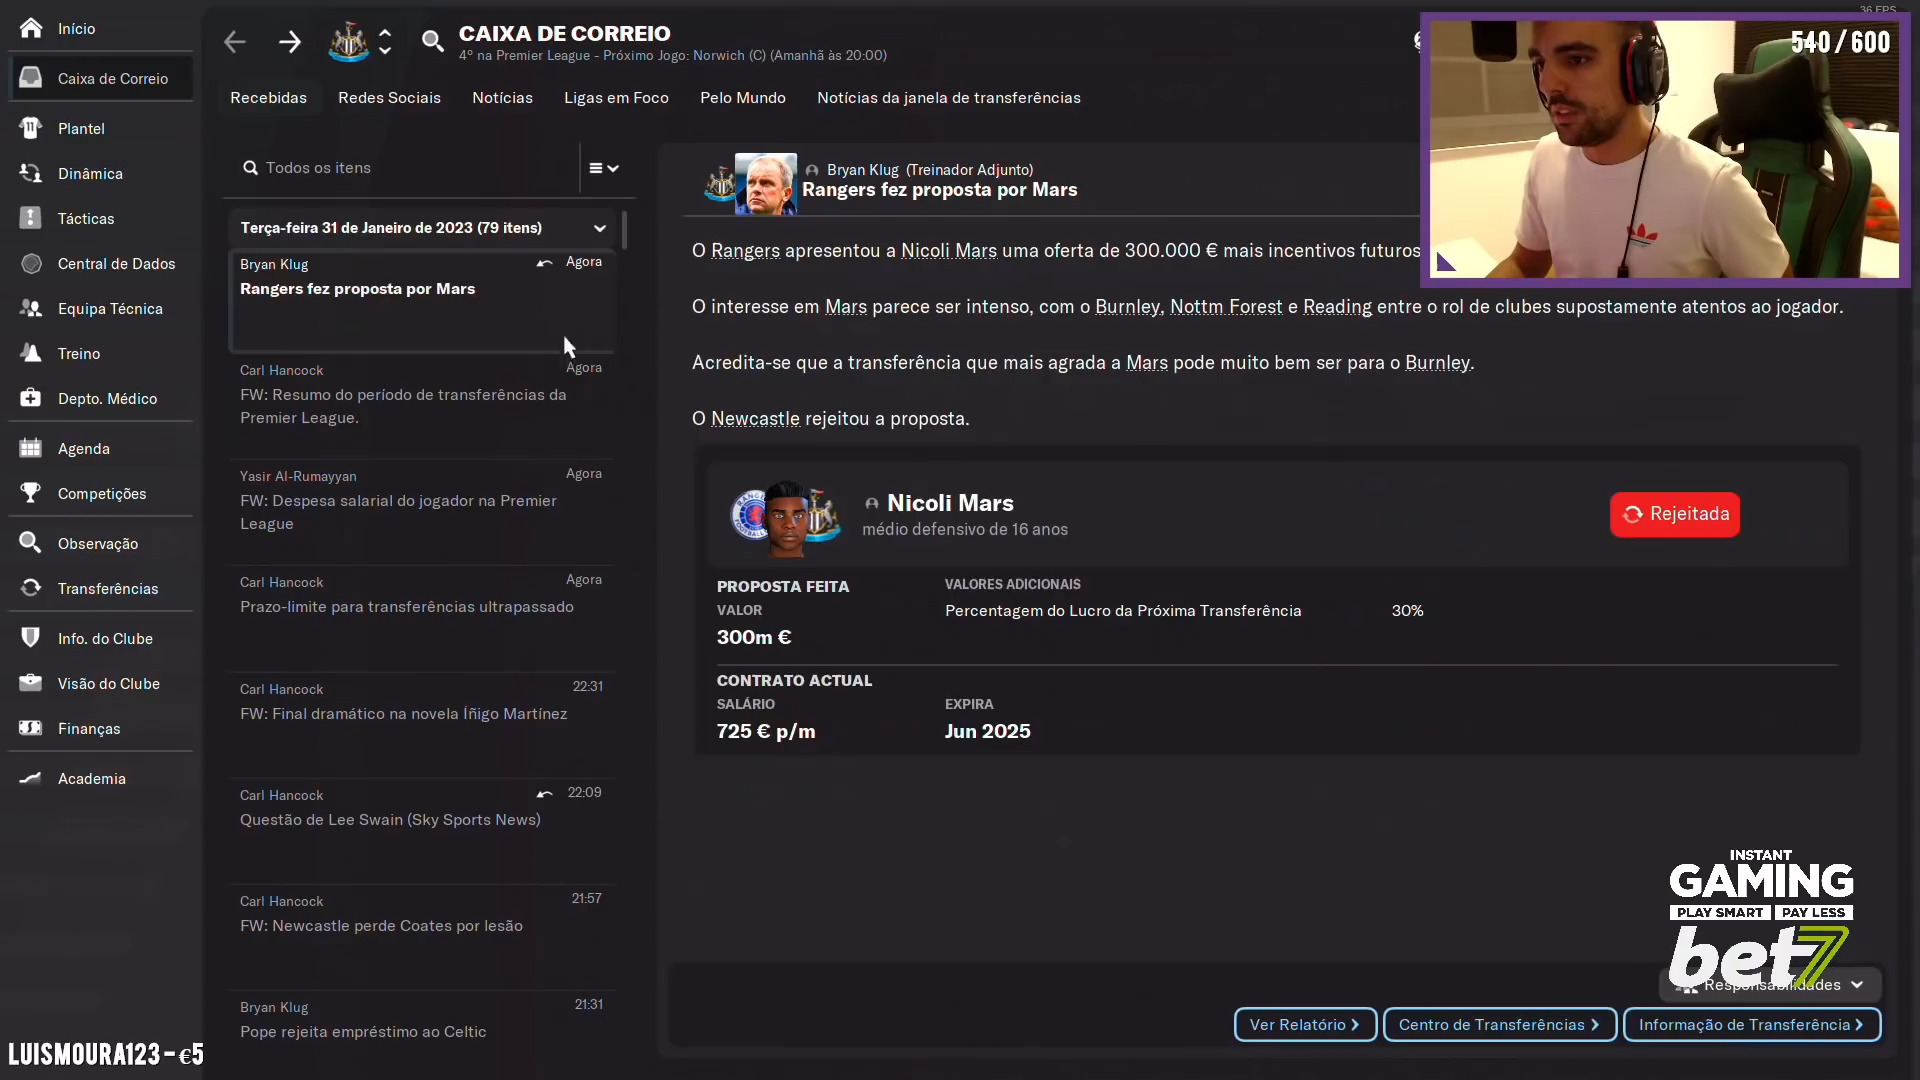 36 FPS
Início
Caixa de Correio
Plantel
Dinâmica
Tácticas
Central de Dados
Equipa Técnica
Treino
Depto. Médico
Agenda
Competições
Observação
Transferências
Info. do Clube
Visão do Clube
Finanças
Academia
LUISMOURA123 - €5
CAIXA DE CORREIO
4º na Premier League - Próximo Jogo: Norwich (C) (Amanhã às 20:00)
Recebidas
Redes Sociais
Notícias
Ligas em Foco
Pelo Mundo
Notícias da janela de transferências
Todos os itens
Terça-feira 31 de Janeiro de 2023 (79 itens)
Bryan Klug
Agora
Rangers fez proposta por Mars
Carl Hancock
Agora
FW: Resumo do período de transferências da
Premier League.
Yasir Al-Rumayyan
Agora
FW: Despesa salarial do jogador na Premier
League
Carl Hancock
Agora
Prazo-limite para transferências ultrapassado
Carl Hancock
22:31
FW: Final dramático na novela Íñigo Martínez
Carl Hancock
22:09
Questão de Lee Swain (Sky Sports News)
Carl Hancock
21:57
FW: Newcastle perde Coates por lesão
Bryan Klug
21:31
Pope rejeita empréstimo ao Celtic
540 / 600
Bryan Klug (Treinador Adjunto)
Rangers fez proposta por Mars
O Rangers apresentou a Nicoli Mars uma oferta de 300.000 € mais incentivos futuros
O interesse em Mars parece ser intenso, com o Burnley, Nottm Forest e Reading entre o rol de clubes supostamente atentos ao jogador.
Acredita-se que a transferência que mais agrada a Mars pode muito bem ser para o Burnley.
O Newcastle rejeitou a proposta.
Nicoli Mars
médio defensivo de 16 anos
Rejeitada
PROPOSTA FEITA
VALOR
300m €
VALORES ADICIONAIS
Percentagem do Lucro da Próxima Transferência
30%
CONTRATO ACTUAL
SALÁRIO
725 € p/m
EXPIRA
Jun 2025
INSTANT
GAMING
PLAY SMART
PAY LESS
bet7
Responsabilidades
Ver Relatório
Centro de Transferências
Informação de Transferência